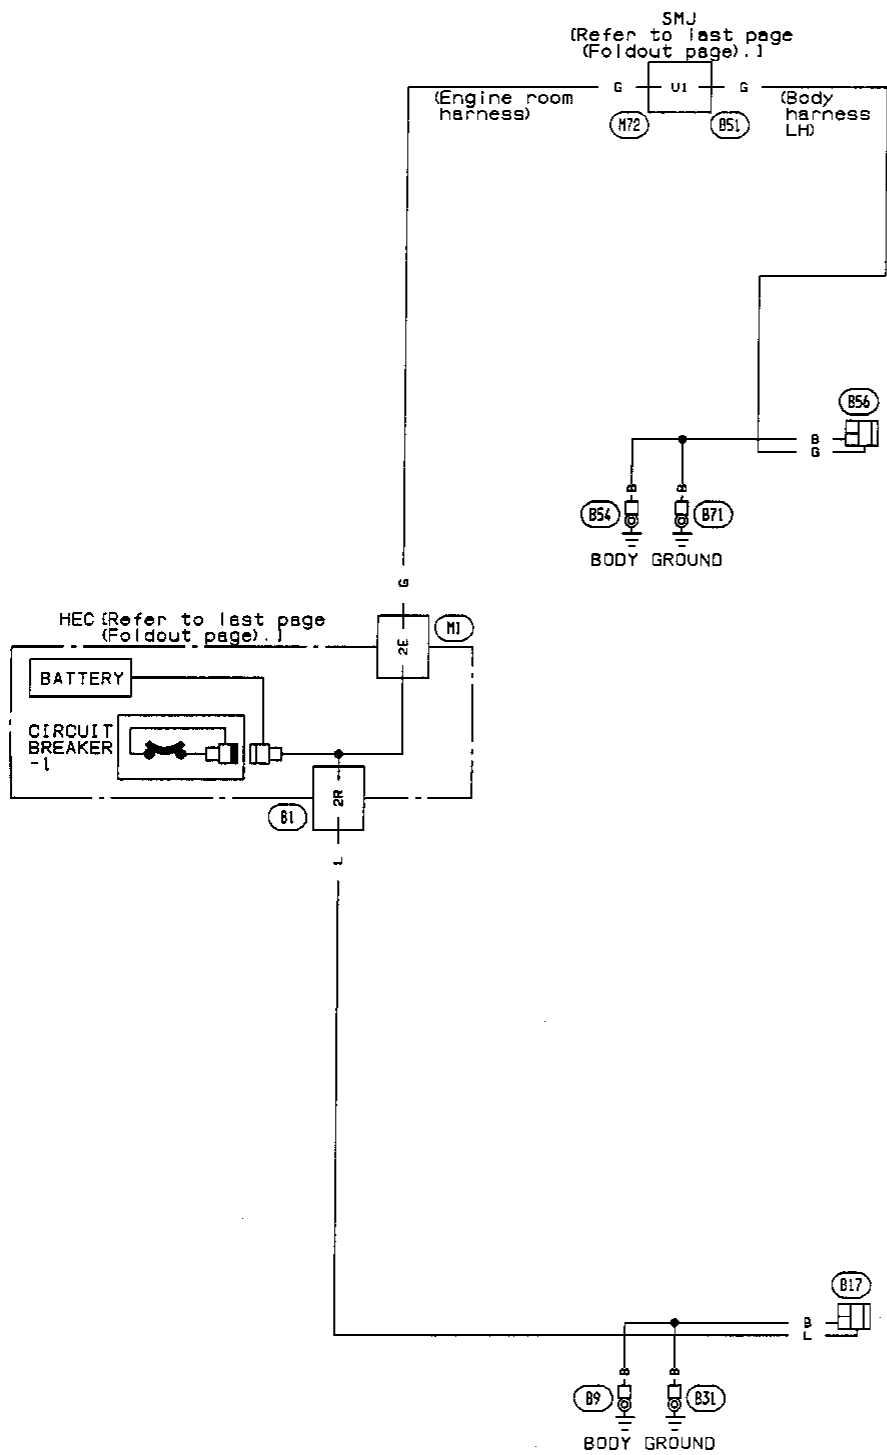 SMJ
[Refer to last page
(Foldout page).]
G
U1
G
(Engine room
harness)
(Body
harness
LH)
M72
B51
B56
B
G
B
B
B54
B71
BODY GROUND
G
HEC [Refer to last page
(Foldout page).]
M1
2E
BATTERY
CIRCUIT
BREAKER
-1
2R
B1
L
B17
B
L
B
B
B9
B31
BODY GROUND